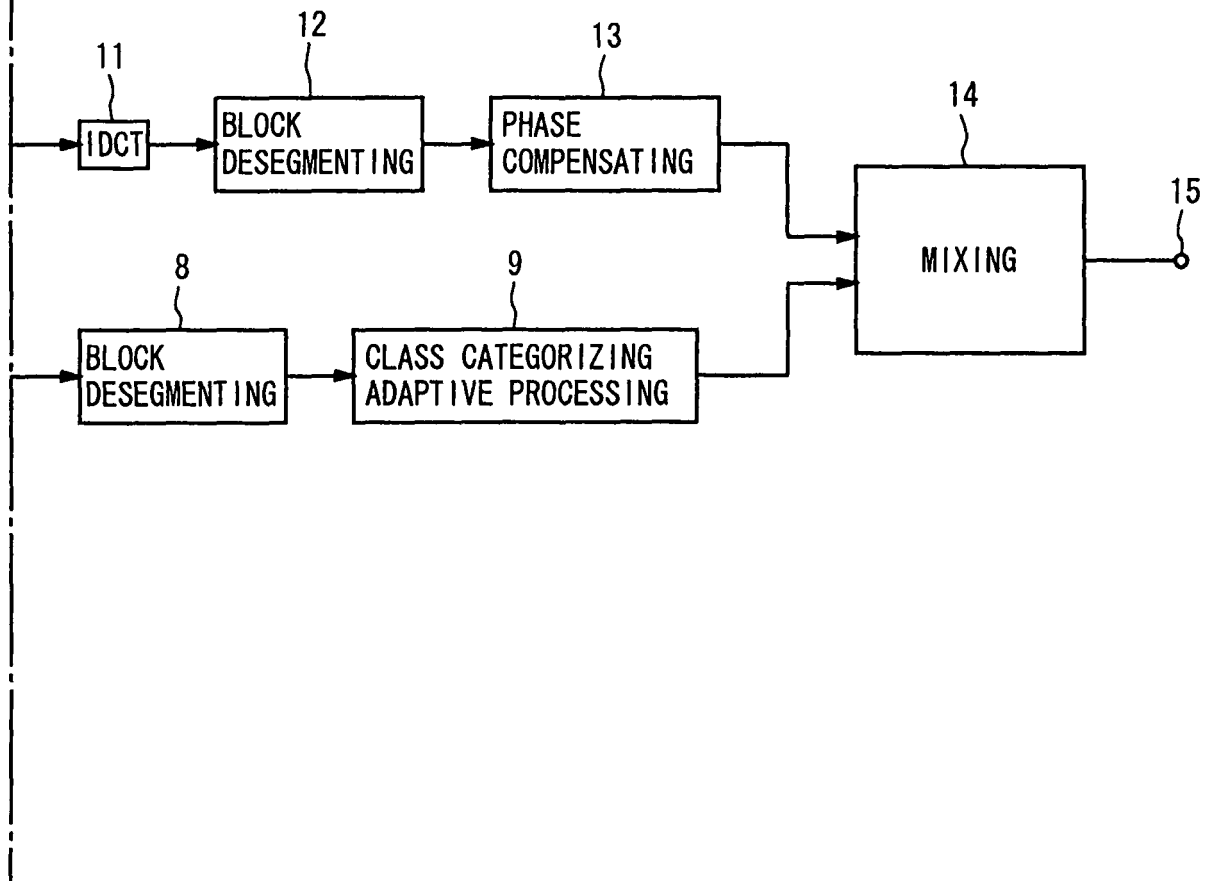 11
IDCT
12
BLOCK
DESEGMENTING
13
PHASE
COMPENSATING
14
MIXING
15
8
BLOCK
DESEGMENTING
9
CLASS CATEGORIZING
ADAPTIVE PROCESSING